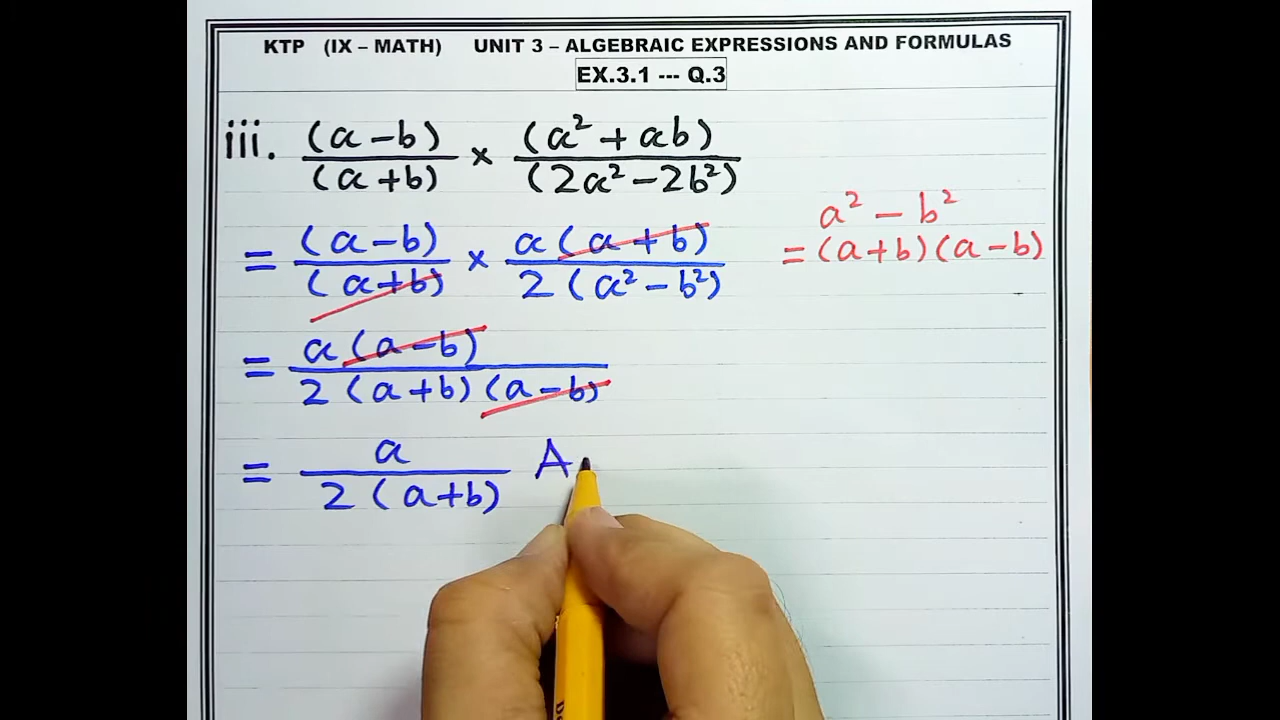 KTP (IX – MATH) UNIT 3 – ALGEBRAIC EXPRESSIONS AND FORMULAS
EX.3.1 --- Q.3
iii. (a-b)/(a+b) × (a²+ab)/(2a²-2b²)
= (a-b)/(a+b) × a(a+b)/2(a²-b²)
a² - b²
= (a+b)(a-b)
= a(a-b)/2(a+b)(a-b)
= a/2(a+b) A